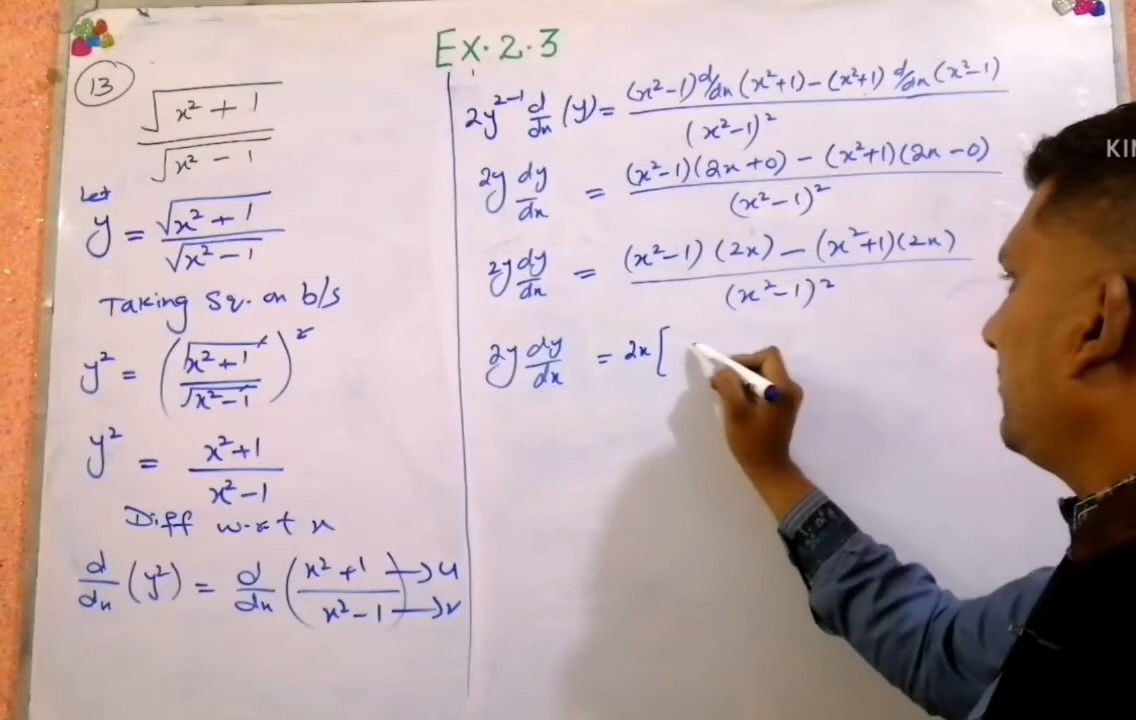 Ex. 2.3
13
√(x² + 1) / √(x² - 1)
Let
y = √(x² + 1) / √(x² - 1)
Taking Sq. on b/s
y² = (√(x² + 1) / √(x² - 1))²
y² = (x²+1) / (x²-1)
Diff w.r.t x
d/dx (y²) = d/dx ((x²+1 → u) / (x²-1 → v))
2y²⁻¹ d/dx (y) = ((x²-1) d/dx (x²+1) - (x²+1) d/dx (x²-1)) / (x²-1)²
2y dy/dx = ((x²-1)(2x+0) - (x²+1)(2x-0)) / (x²-1)²
2y dy/dx = ((x²-1)(2x) - (x²+1)(2x)) / (x²-1)²
2y dy/dx = 2x[
KIN